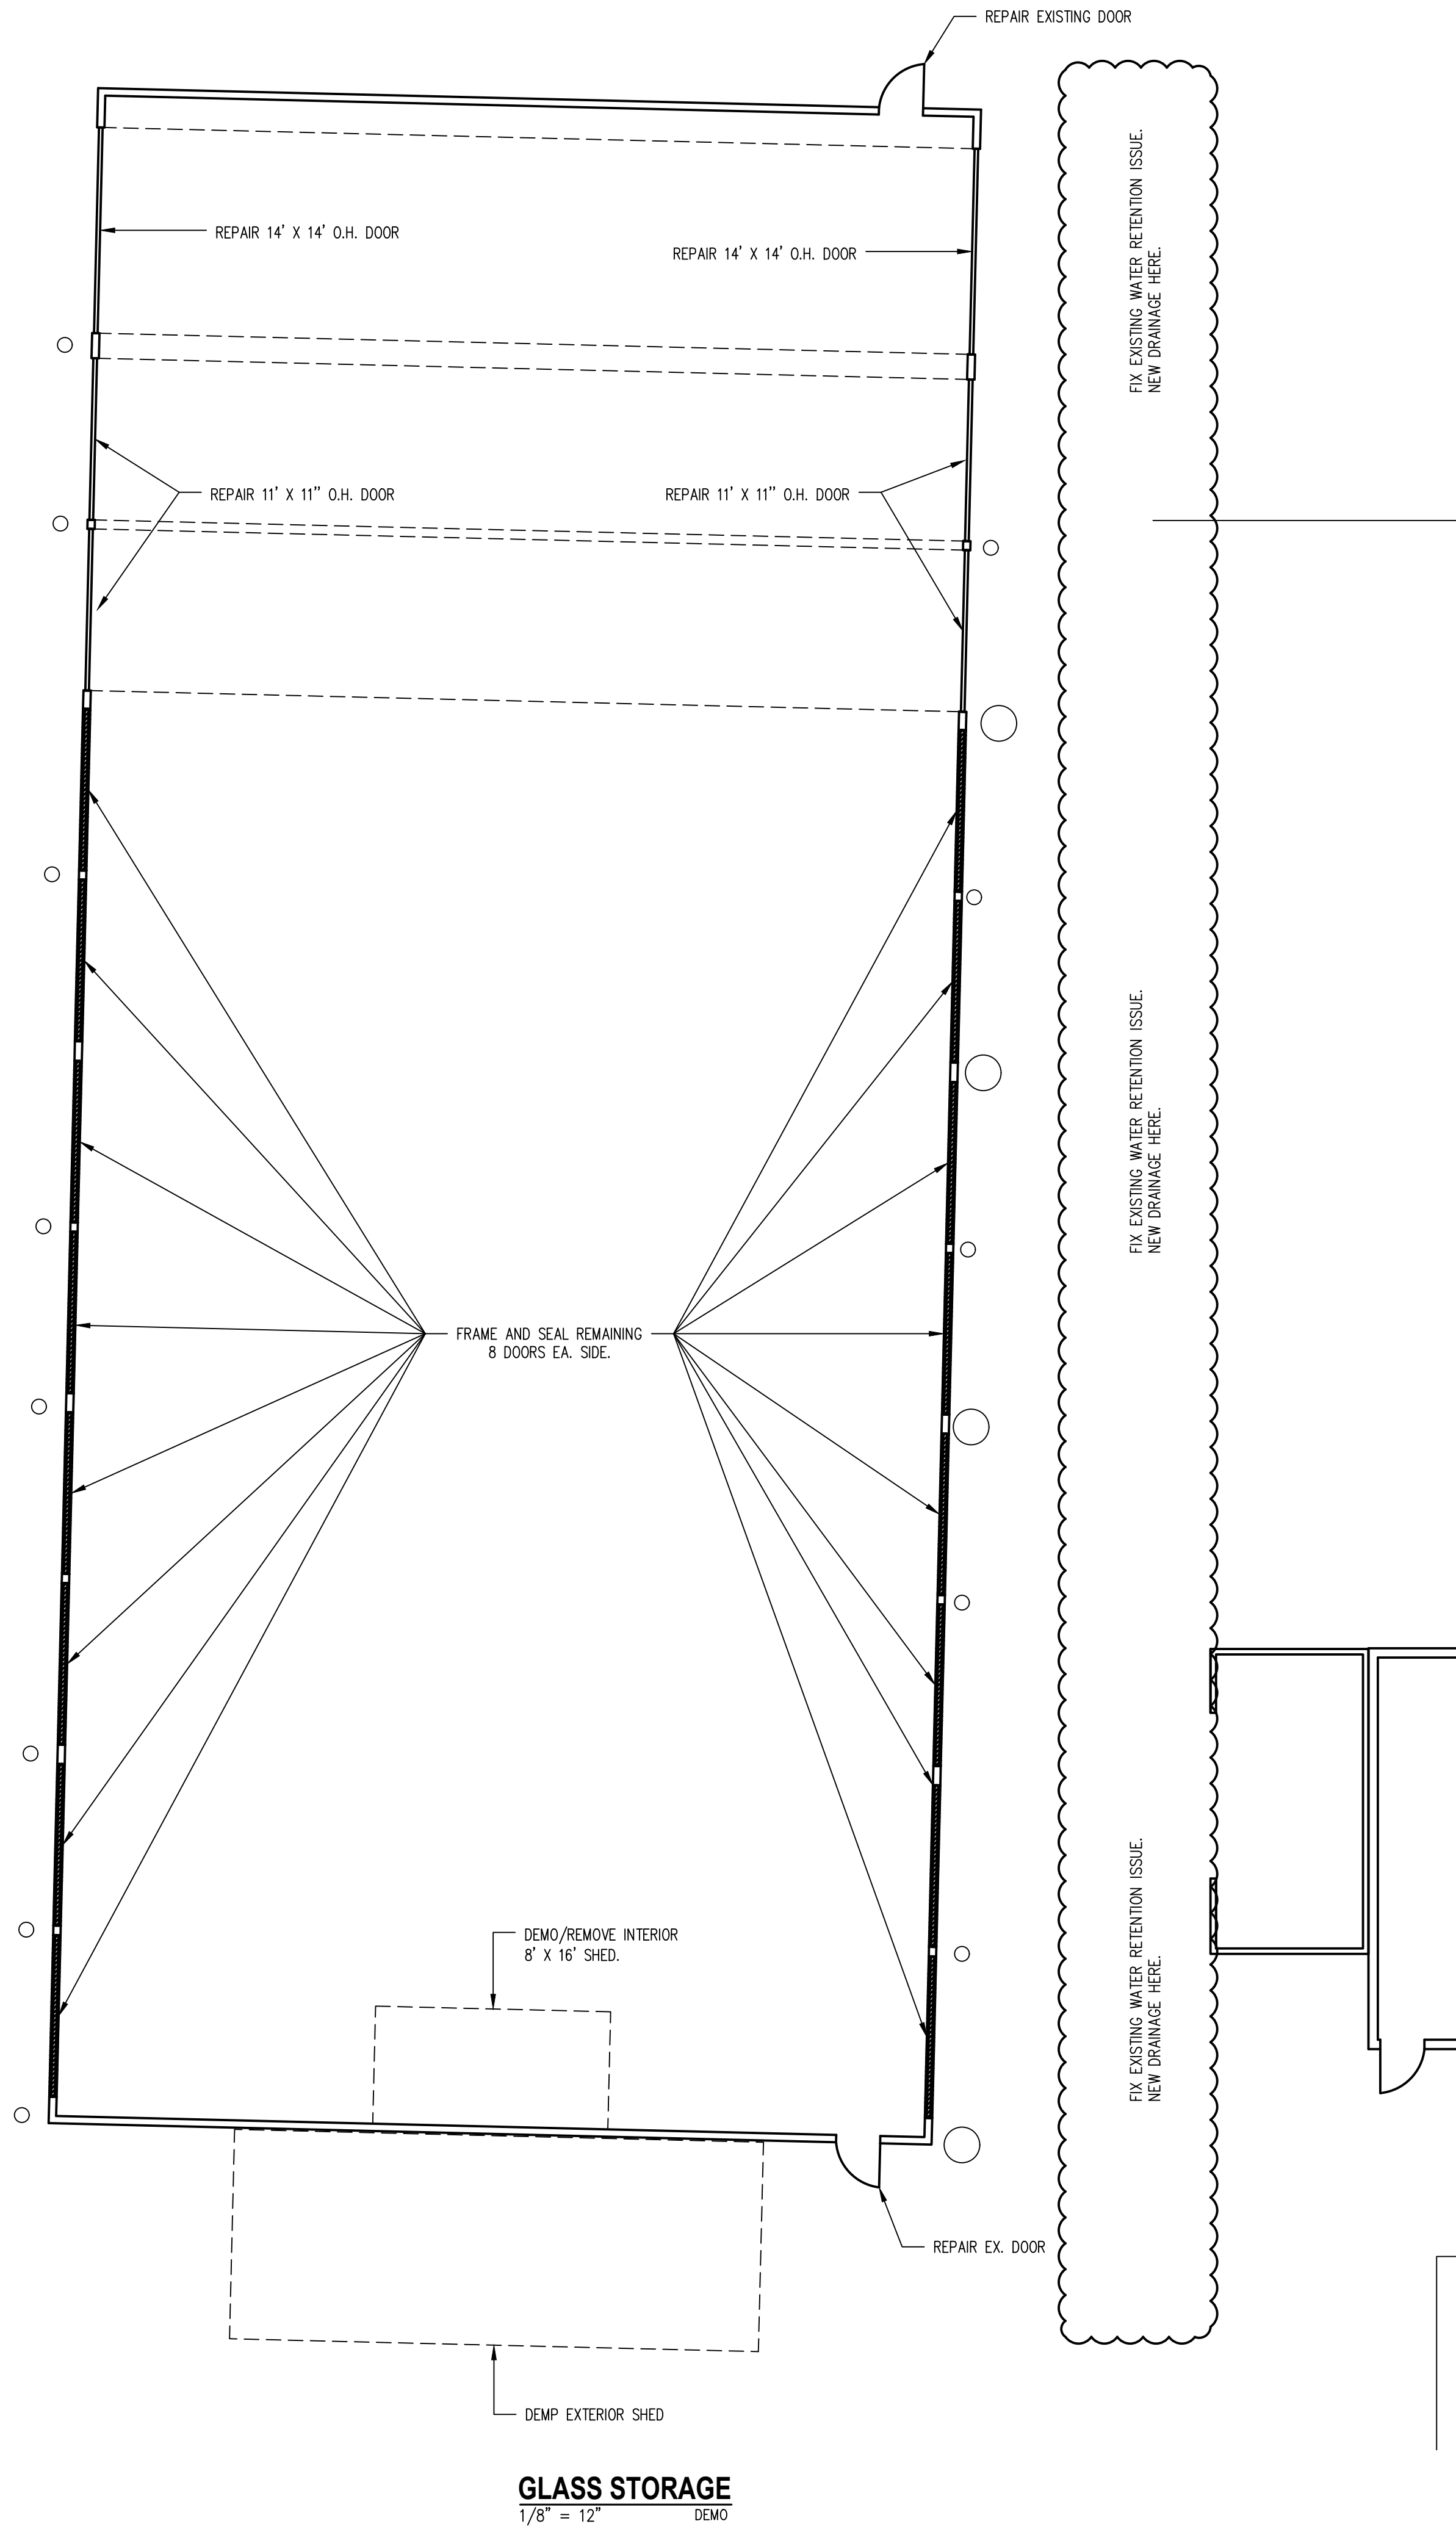 REPAIR EXISTING DOOR
REPAIR 14' X 14' O.H. DOOR
REPAIR 14' X 14' O.H. DOOR
FIX EXISTING WATER RETENTION ISSUE.
NEW DRAINAGE HERE.
REPAIR 11' X 11" O.H. DOOR
REPAIR 11' X 11" O.H. DOOR
FIX EXISTING WATER RETENTION ISSUE.
NEW DRAINAGE HERE.
FRAME AND SEAL REMAINING
8 DOORS EA. SIDE.
DEMO/REMOVE INTERIOR
8' X 16' SHED.
FIX EXISTING WATER RETENTION ISSUE.
NEW DRAINAGE HERE.
REPAIR EX. DOOR
DEMP EXTERIOR SHED
GLASS STORAGE
1/8" = 12" DEMO